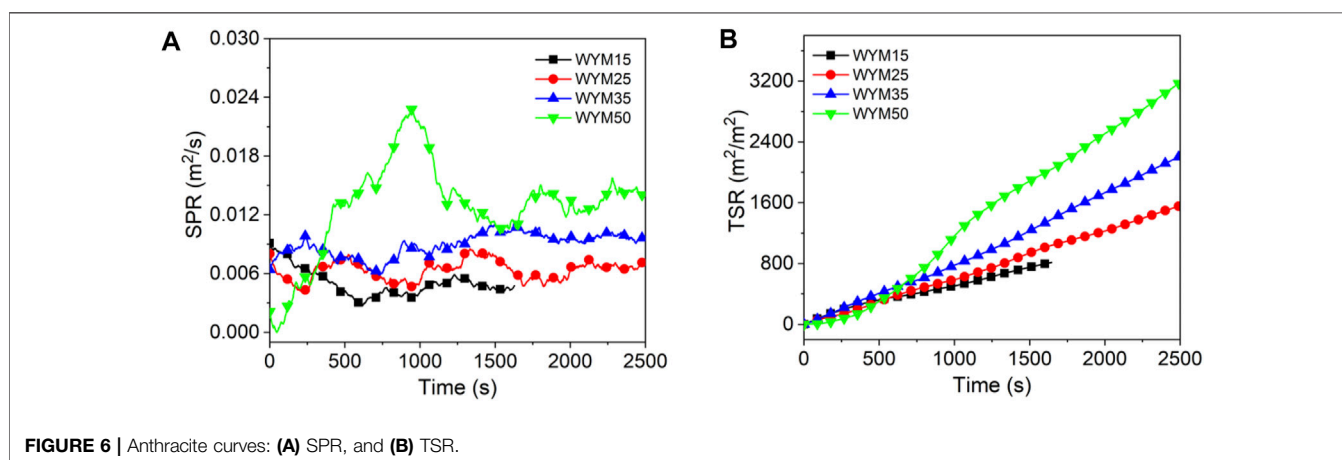 A
SPR (m²/s)
0.030
0.024
0.018
0.012
0.006
0.000
WYM15
WYM25
WYM35
WYM50
0 500 1000 1500 2000 2500
Time (s)
B
TSR (m²/m²)
3200
2400
1600
800
0
WYM15
WYM25
WYM35
WYM50
0 500 1000 1500 2000 2500
Time (s)
FIGURE 6 | Anthracite curves: (A) SPR, and (B) TSR.